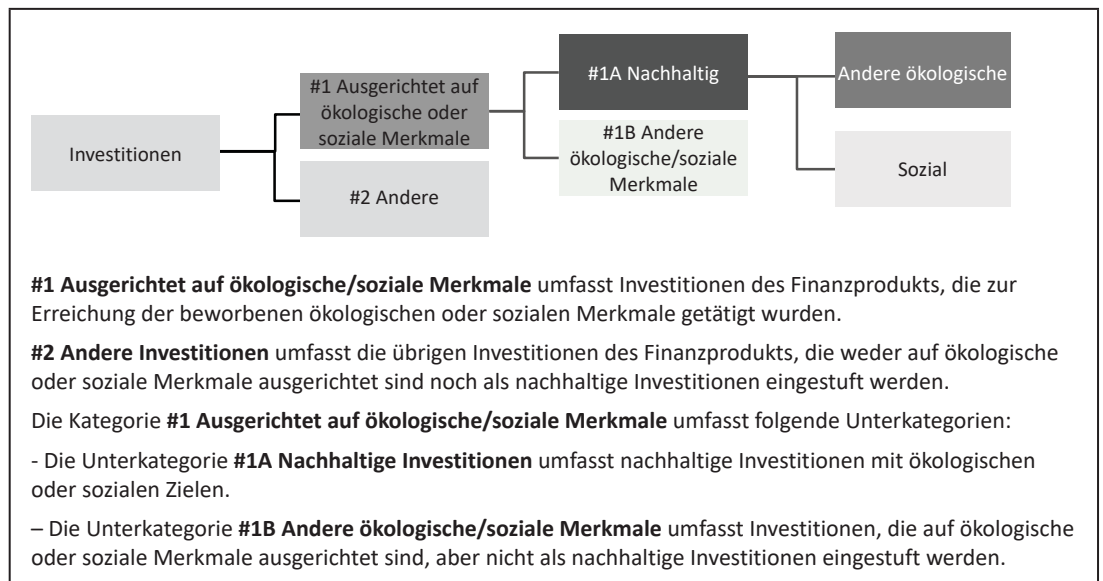 Investitionen
#1 Ausgerichtet auf
ökologische oder
soziale Merkmale
#2 Andere
#1A Nachhaltig
#1B Andere
ökologische/soziale
Merkmale
Andere ökologische
Sozial
#1 Ausgerichtet auf ökologische/soziale Merkmale umfasst Investitionen des Finanzprodukts, die zur
Erreichung der beworbenen ökologischen oder sozialen Merkmale getätigt wurden.
#2 Andere Investitionen umfasst die übrigen Investitionen des Finanzprodukts, die weder auf ökologische
oder soziale Merkmale ausgerichtet sind noch als nachhaltige Investitionen eingestuft werden.
Die Kategorie #1 Ausgerichtet auf ökologische/soziale Merkmale umfasst folgende Unterkategorien:
- Die Unterkategorie #1A Nachhaltige Investitionen umfasst nachhaltige Investitionen mit ökologischen
oder sozialen Zielen.
– Die Unterkategorie #1B Andere ökologische/soziale Merkmale umfasst Investitionen, die auf ökologische
oder soziale Merkmale ausgerichtet sind, aber nicht als nachhaltige Investitionen eingestuft werden.